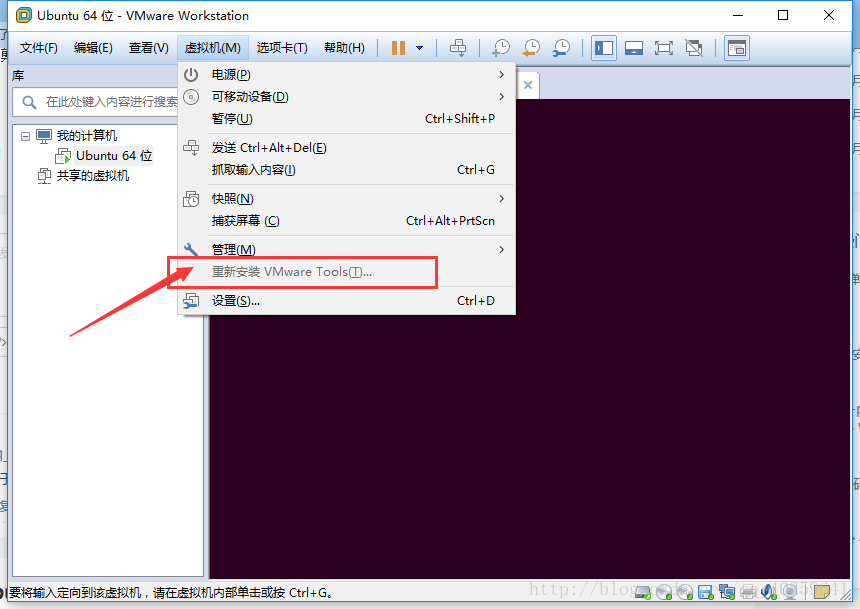 Ubuntu 64 位 - VMware Workstation
文件(F) 编辑(E) 查看(V) 虚拟机(M) 选项卡(T) 帮助(H)
库
在此处键入内容进行搜索
我的计算机
Ubuntu 64 位
共享的虚拟机
电源(P)
可移动设备(D)
暂停(U) Ctrl+Shift+P
发送 Ctrl+Alt+Del(E)
抓取输入内容(I) Ctrl+G
快照(N)
捕获屏幕 (C) Ctrl+Alt+PrtScn
管理(M)
重新安装 VMware Tools(T)...
设置(S)... Ctrl+D
要将输入定向到该虚拟机，请在虚拟机内部单击或按 Ctrl+G。